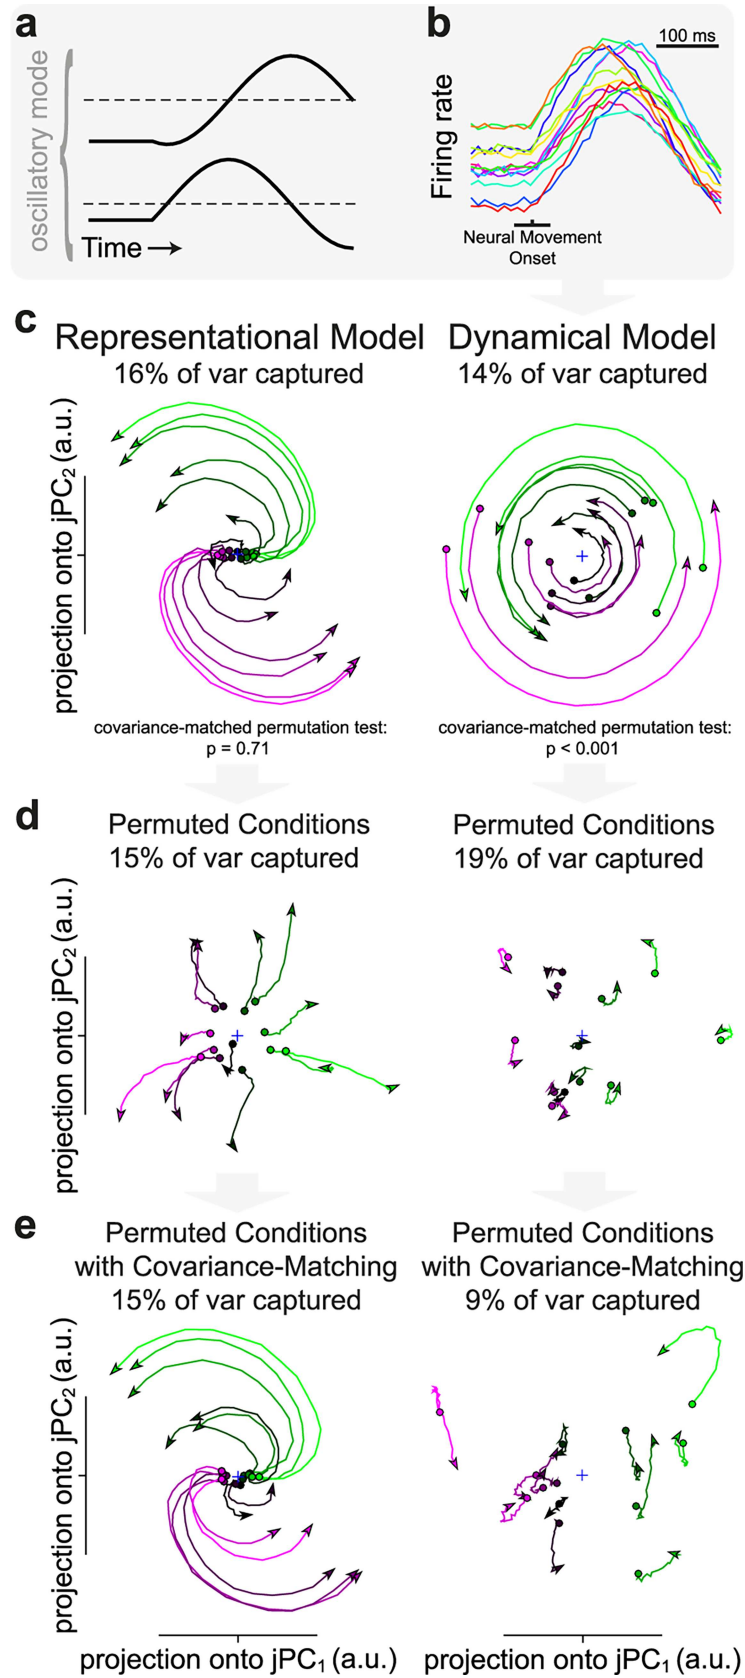 a
oscillatory mode
Time
b
100 ms
Firing rate
Neural Movement
Onset
c
Representational Model
16% of var captured
Dynamical Model
14% of var captured
projection onto jPC2 (a.u.)
covariance-matched permutation test:
p = 0.71
covariance-matched permutation test:
p < 0.001
d
Permuted Conditions
15% of var captured
Permuted Conditions
19% of var captured
projection onto jPC2 (a.u.)
e
Permuted Conditions
with Covariance-Matching
15% of var captured
Permuted Conditions
with Covariance-Matching
9% of var captured
projection onto jPC2 (a.u.)
projection onto jPC1 (a.u.)
projection onto jPC1 (a.u.)